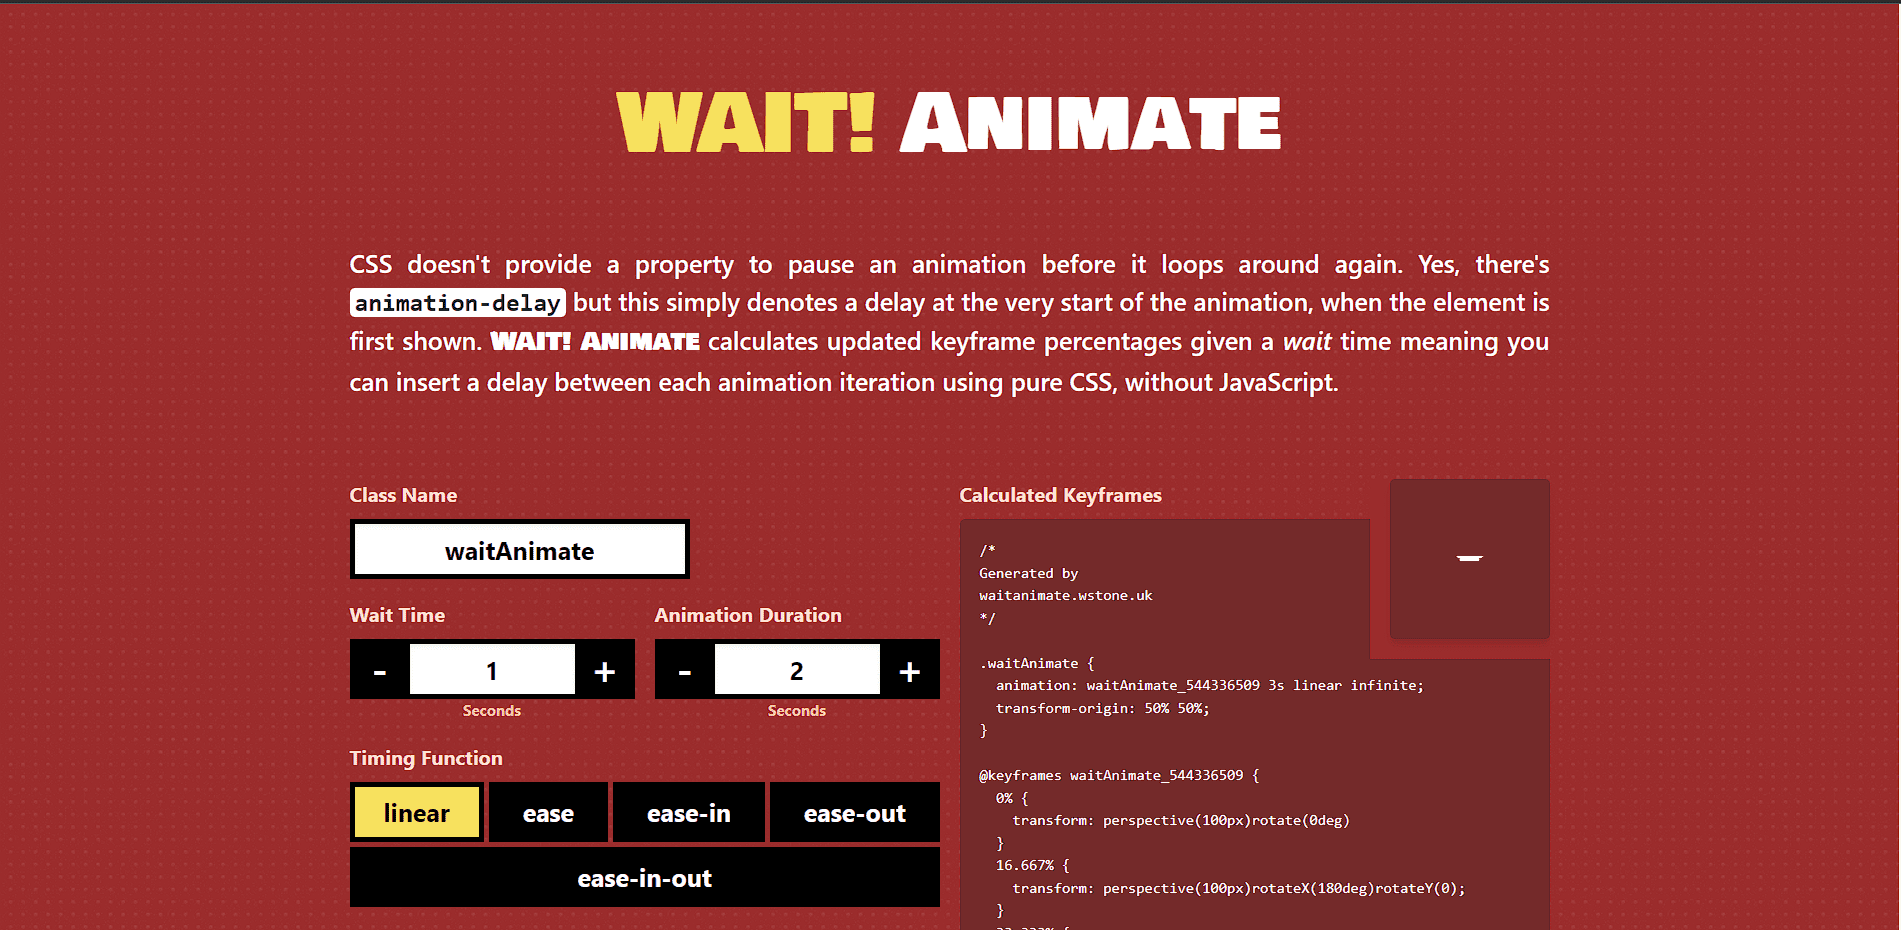 WAIT! ANIMATE
CSS doesn't provide a property to pause an animation before it loops around again. Yes, there's
animation-delay but this simply denotes a delay at the very start of the animation, when the element is
first shown. WAIT! ANIMATE calculates updated keyframe percentages given a wait time meaning you
can insert a delay between each animation iteration using pure CSS, without JavaScript.
Class Name
waitAnimate
Wait Time
Animation Duration
- 1 +
- 2 +
Seconds
Seconds
Timing Function
linear
ease
ease-in
ease-out
ease-in-out
Calculated Keyframes
/*
Generated by
waitanimate.wstone.uk
*/
.waitAnimate {
animation: waitAnimate_544336509 3s linear infinite;
transform-origin: 50% 50%;
}
@keyframes waitAnimate_544336509 {
0% {
transform: perspective(100px)rotate(0deg)
}
16.667% {
transform: perspective(100px)rotateX(180deg)rotateY(0);
}